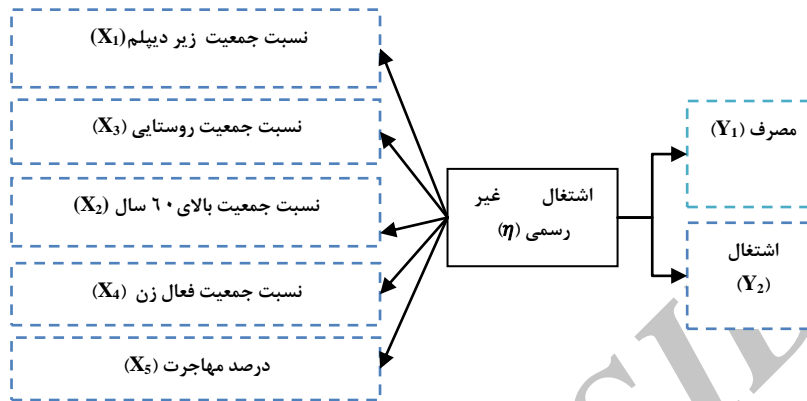 نسبت جمعیت زیر دیپلم (X1)
نسبت جمعیت روستایی (X3)
نسبت جمعیت بالای ٦٠ سال (X2)
نسبت جمعیت فعال زن (X4)
درصد مهاجرت (X5)
اشتغال غیر
رسمی (η)
مصرف (Y1)
اشتغال
(Y2)